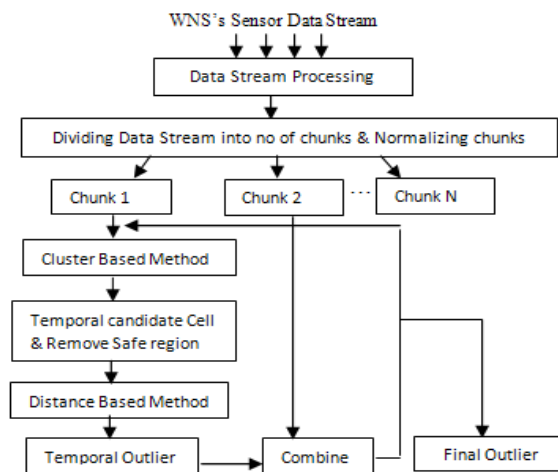 WNS's Sensor Data Stream
Data Stream Processing
Dividing Data Stream into no of chunks & Normalizing chunks
Chunk 1
Chunk 2
...
Chunk N
Cluster Based Method
Temporal candidate Cell
& Remove Safe region
Distance Based Method
Temporal Outlier
Combine
Final Outlier